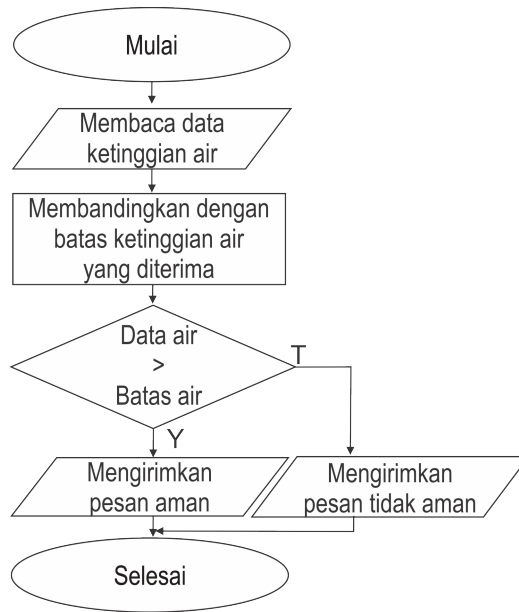 Mulai
Membaca data
ketinggian air
Membandingkan dengan
batas ketinggian air
yang diterima
Data air
>
Batas air
T
Y
Mengirimkan
pesan aman
Mengirimkan
pesan tidak aman
Selesai